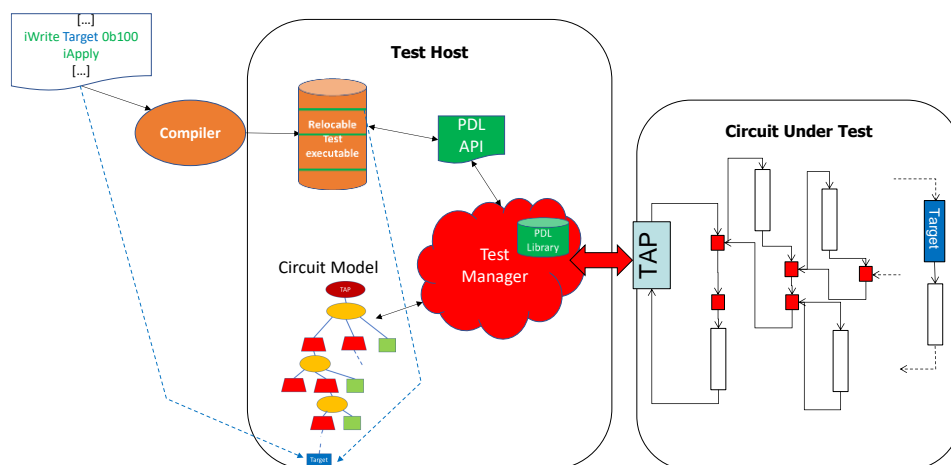 [...]
iWrite Target 0b100
iApply
[...]
Compiler
Test Host
Relocable
Test
executable
PDL
API
PDL
Library
Test
Manager
Circuit Model
TAP
Target
Circuit Under Test
TAP
Target